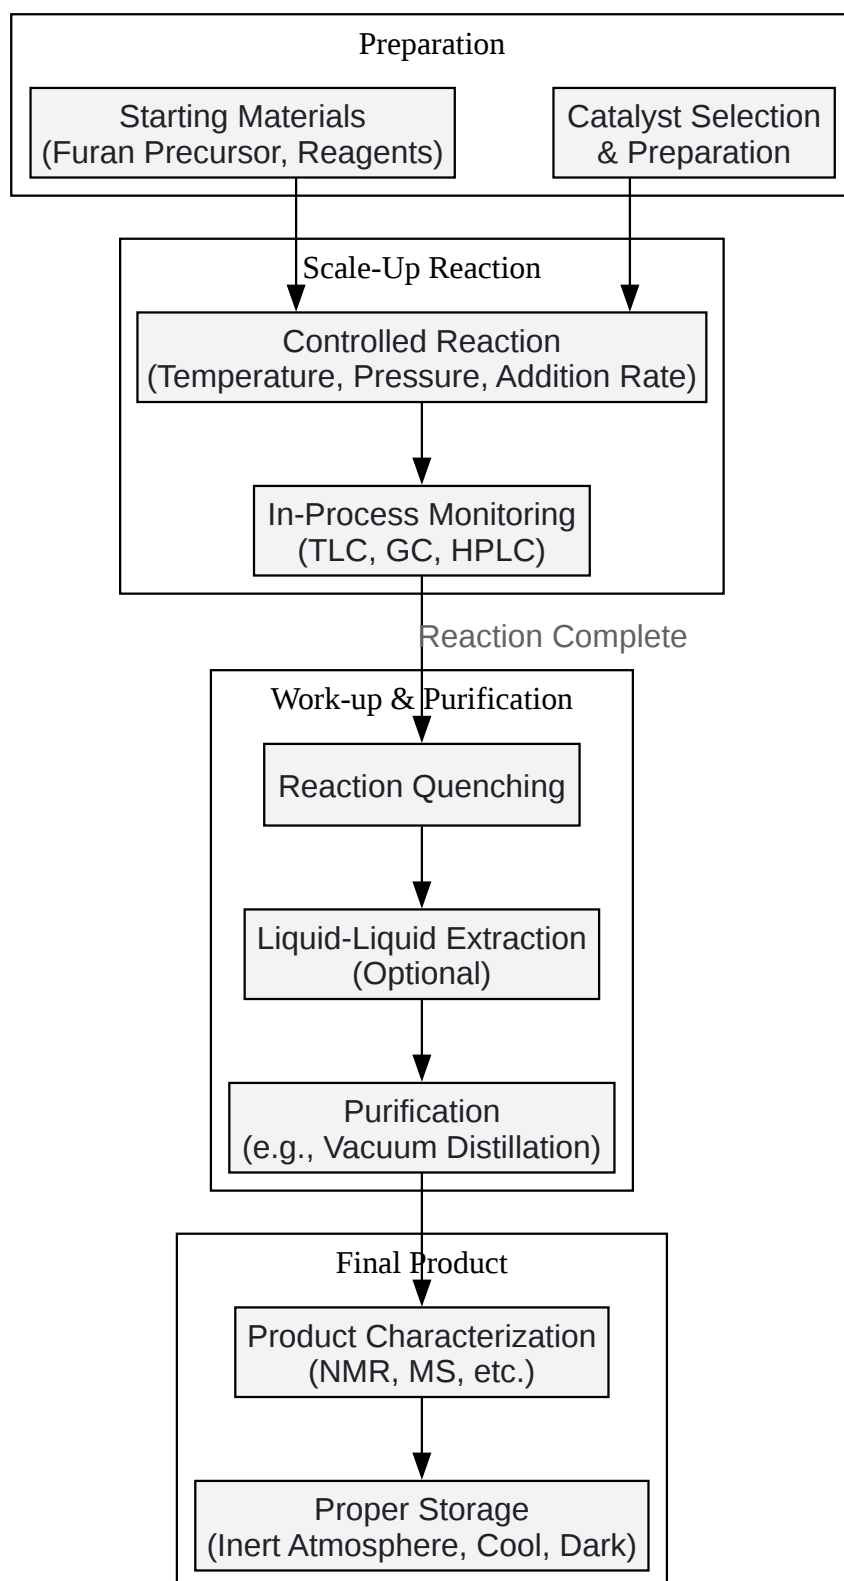 Preparation
Starting Materials
(Furan Precursor, Reagents)
Catalyst Selection
& Preparation
Scale-Up Reaction
Controlled Reaction
(Temperature, Pressure, Addition Rate)
In-Process Monitoring
(TLC, GC, HPLC)
Reaction Complete
Work-up & Purification
Reaction Quenching
Liquid-Liquid Extraction
(Optional)
Purification
(e.g., Vacuum Distillation)
Final Product
Product Characterization
(NMR, MS, etc.)
Proper Storage
(Inert Atmosphere, Cool, Dark)